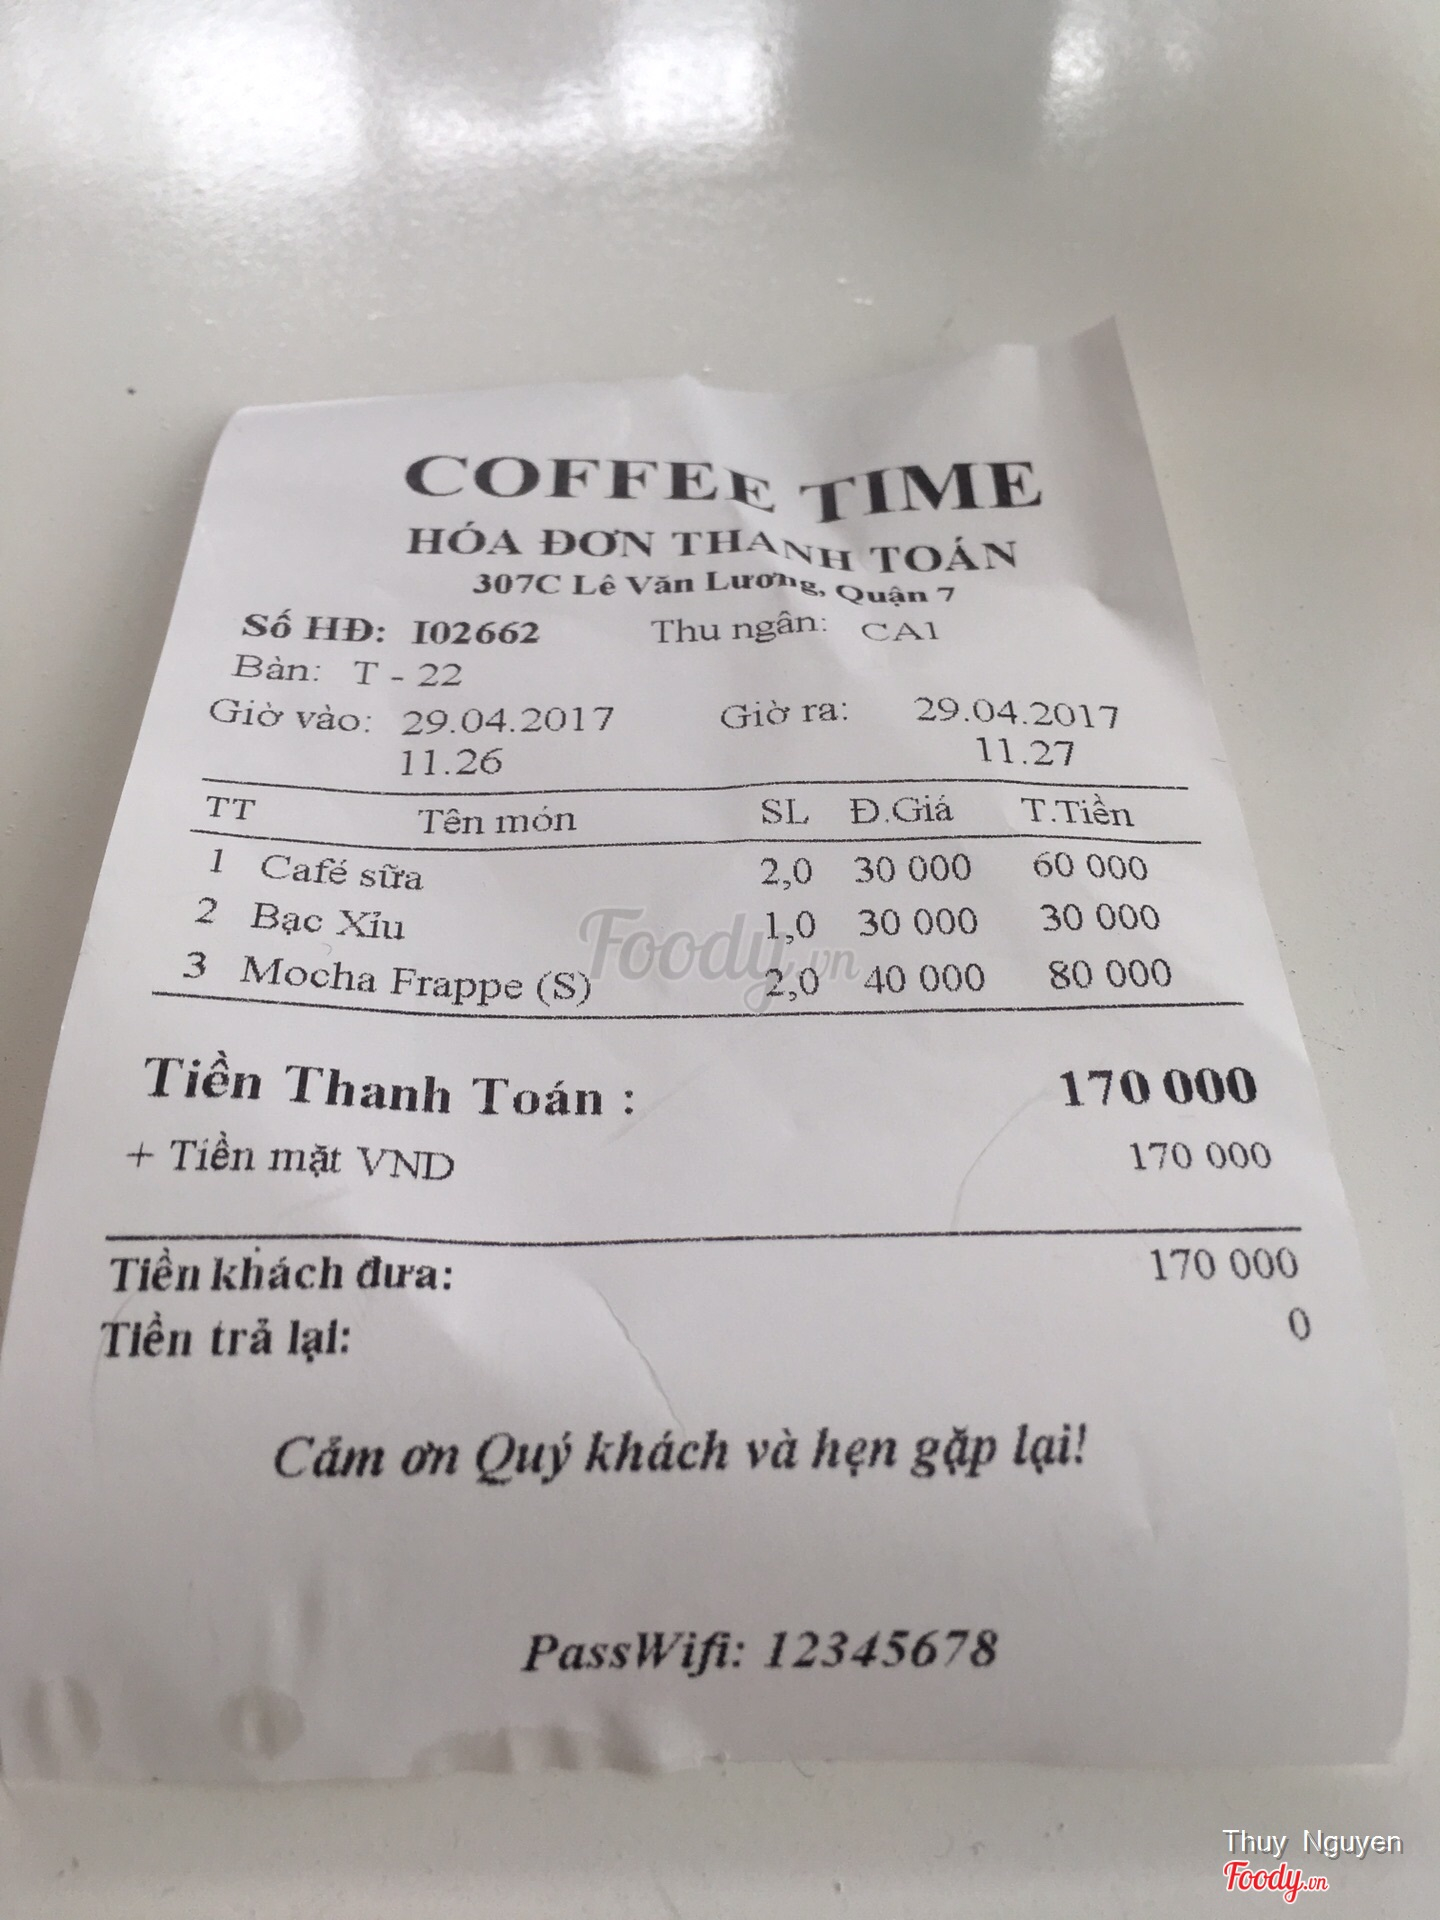 COFFEE TIME
HÓA ĐƠN THANH TOÁN
307C Lê Văn Lương, Quận 7
Số HĐ: I02662 Thu ngân: CA1
Bàn: T - 22
Giờ vào: 29.04.2017 Giờ ra: 29.04.2017
11.26 11.27
TT Tên món SL Đ.Giá T.Tiền
1 Café sữa 2,0 30 000 60 000
2 Bạc Xỉu 1,0 30 000 30 000
3 Mocha Frappe (S) 2,0 40 000 80 000
Foody.vn
Tiền Thanh Toán : 170 000
+ Tiền mặt VND 170 000
Tiền khách đưa: 170 000
Tiền trả lại: 0
Cảm ơn Quý khách và hẹn gặp lại!
PassWifi: 12345678
Thuy Nguyen
Foody.vn